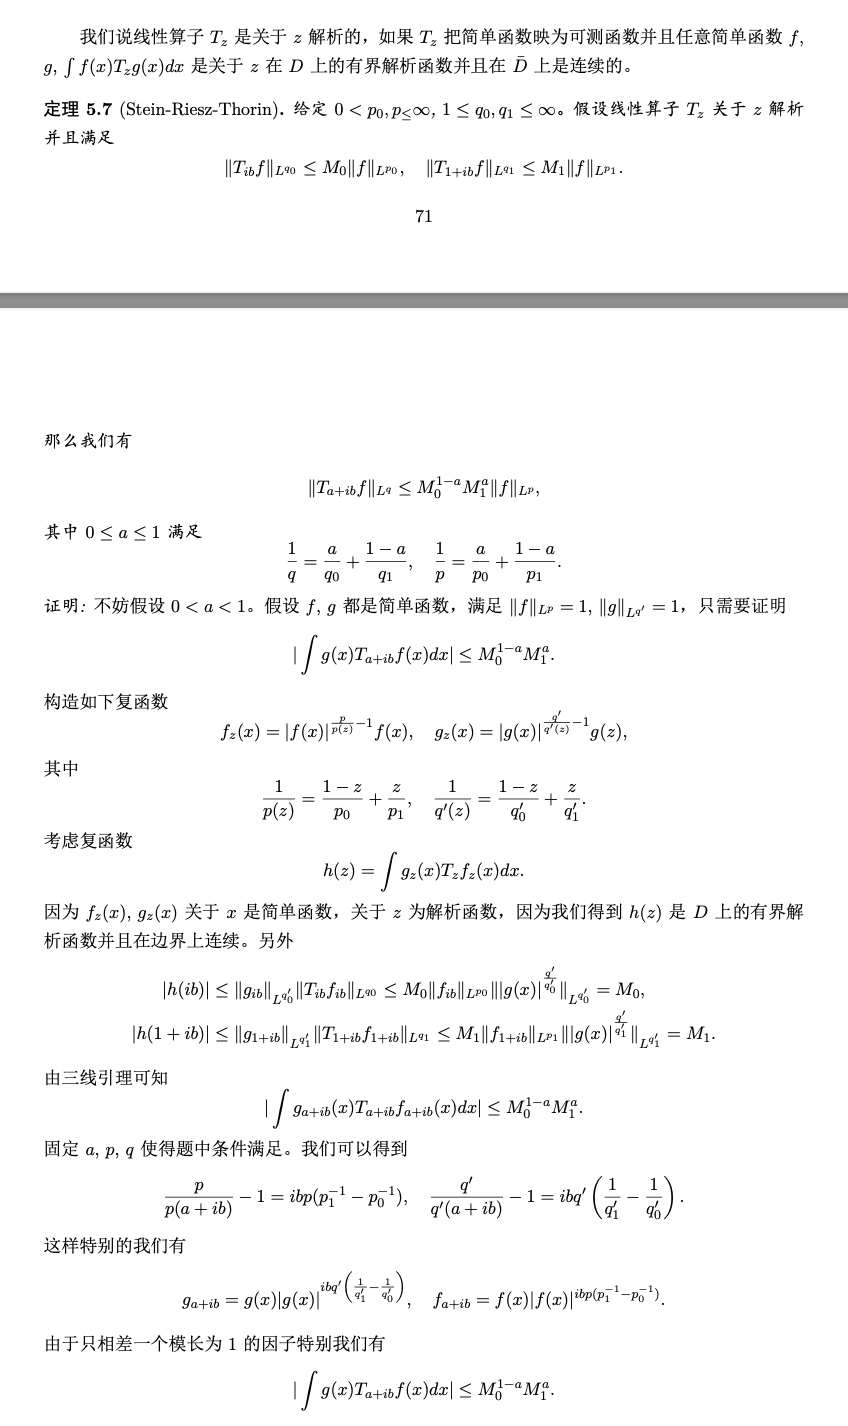 我们说线性算子 $T_z$ 是关于 $z$ 解析的，如果 $T_z$ 把简单函数映为可测函数并且任意简单函数 $f$,
$g$, $\int f(x)T_zg(x)dx$ 是关于 $z$ 在 $D$ 上的有界解析函数并且在 $\bar{D}$ 上是连续的。
定理 5.7 (Stein-Riesz-Thorin). 给定 $0 < p_0, p_{\leq}\infty$, $1 \leq q_0, q_1 \leq \infty$。假设线性算子 $T_z$ 关于 $z$ 解析
并且满足
$\|T_{ib}f\|_{L^{q_0}} \leq M_0\|f\|_{L^{p_0}}, \quad \|T_{1+ib}f\|_{L^{q_1}} \leq M_1\|f\|_{L^{p_1}}.$
71
那么我们有
$\|T_{a+ib}f\|_{L^q} \leq M_0^{1-a}M_1^a\|f\|_{L^p},$
其中 $0 \leq a \leq 1$ 满足
$\frac{1}{q} = \frac{a}{q_0} + \frac{1-a}{q_1}, \quad \frac{1}{p} = \frac{a}{p_0} + \frac{1-a}{p_1}.$
证明: 不妨假设 $0 < a < 1$。假设 $f, g$ 都是简单函数，满足 $\|f\|_{L^p} = 1, \|g\|_{L^{q'}} = 1$，只需要证明
$|\int g(x)T_{a+ib}f(x)dx| \leq M_0^{1-a}M_1^a.$
构造如下复函数
$f_z(x) = |f(x)|^{\frac{p}{p(z)}-1}f(x), \quad g_z(x) = |g(x)|^{\frac{q'}{q'(z)}-1}g(z),$
其中
$\frac{1}{p(z)} = \frac{1-z}{p_0} + \frac{z}{p_1}, \quad \frac{1}{q'(z)} = \frac{1-z}{q_0'} + \frac{z}{q_1'}.$
考虑复函数
$h(z) = \int g_z(x)T_zf_z(x)dx.$
因为 $f_z(x), g_z(x)$ 关于 $x$ 是简单函数，关于 $z$ 为解析函数，因为我们得到 $h(z)$ 是 $D$ 上的有界解
析函数并且在边界上连续。另外
$|h(ib)| \leq \|g_{ib}\|_{L^{q_0'}}\|T_{ib}f_{ib}\|_{L^{q_0}} \leq M_0\|f_{ib}\|_{L^{p_0}}\||g(x)|^{\frac{q'}{q_0'}}\|_{L^{q_0'}} = M_0,$
$|h(1+ib)| \leq \|g_{1+ib}\|_{L^{q_1'}}\|T_{1+ib}f_{1+ib}\|_{L^{q_1}} \leq M_1\|f_{1+ib}\|_{L^{p_1}}\||g(x)|^{\frac{q'}{q_1'}}\|_{L^{q_1'}} = M_1.$
由三线引理可知
$|\int g_{a+ib}(x)T_{a+ib}f_{a+ib}(x)dx| \leq M_0^{1-a}M_1^a.$
固定 $a, p, q$ 使得题中条件满足。我们可以得到
$\frac{p}{p(a+ib)} - 1 = ibp(p_1^{-1} - p_0^{-1}), \quad \frac{q'}{q'(a+ib)} - 1 = ibq'\left(\frac{1}{q_1'} - \frac{1}{q_0'}\right).$
这样特别的我们有
$g_{a+ib} = g(x)|g(x)|^{ibq'\left(\frac{1}{q_1'}-\frac{1}{q_0'}\right)}, \quad f_{a+ib} = f(x)|f(x)|^{ibp(p_1^{-1}-p_0^{-1})}.$
由于只相差一个模长为 1 的因子特别我们有
$|\int g(x)T_{a+ib}f(x)dx| \leq M_0^{1-a}M_1^a.$